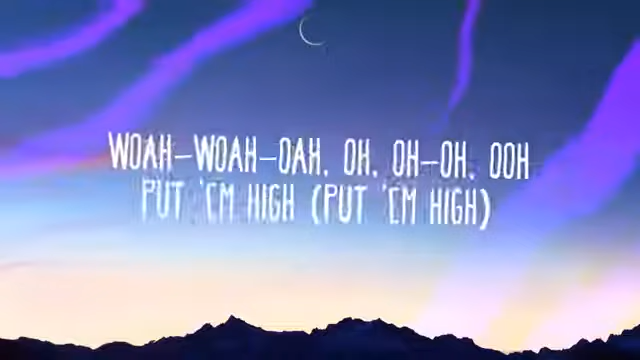 WOAH-WOAH-OAH, OH, OH-OH, OOH
PUT 'EM HIGH (PUT 'EM HIGH)